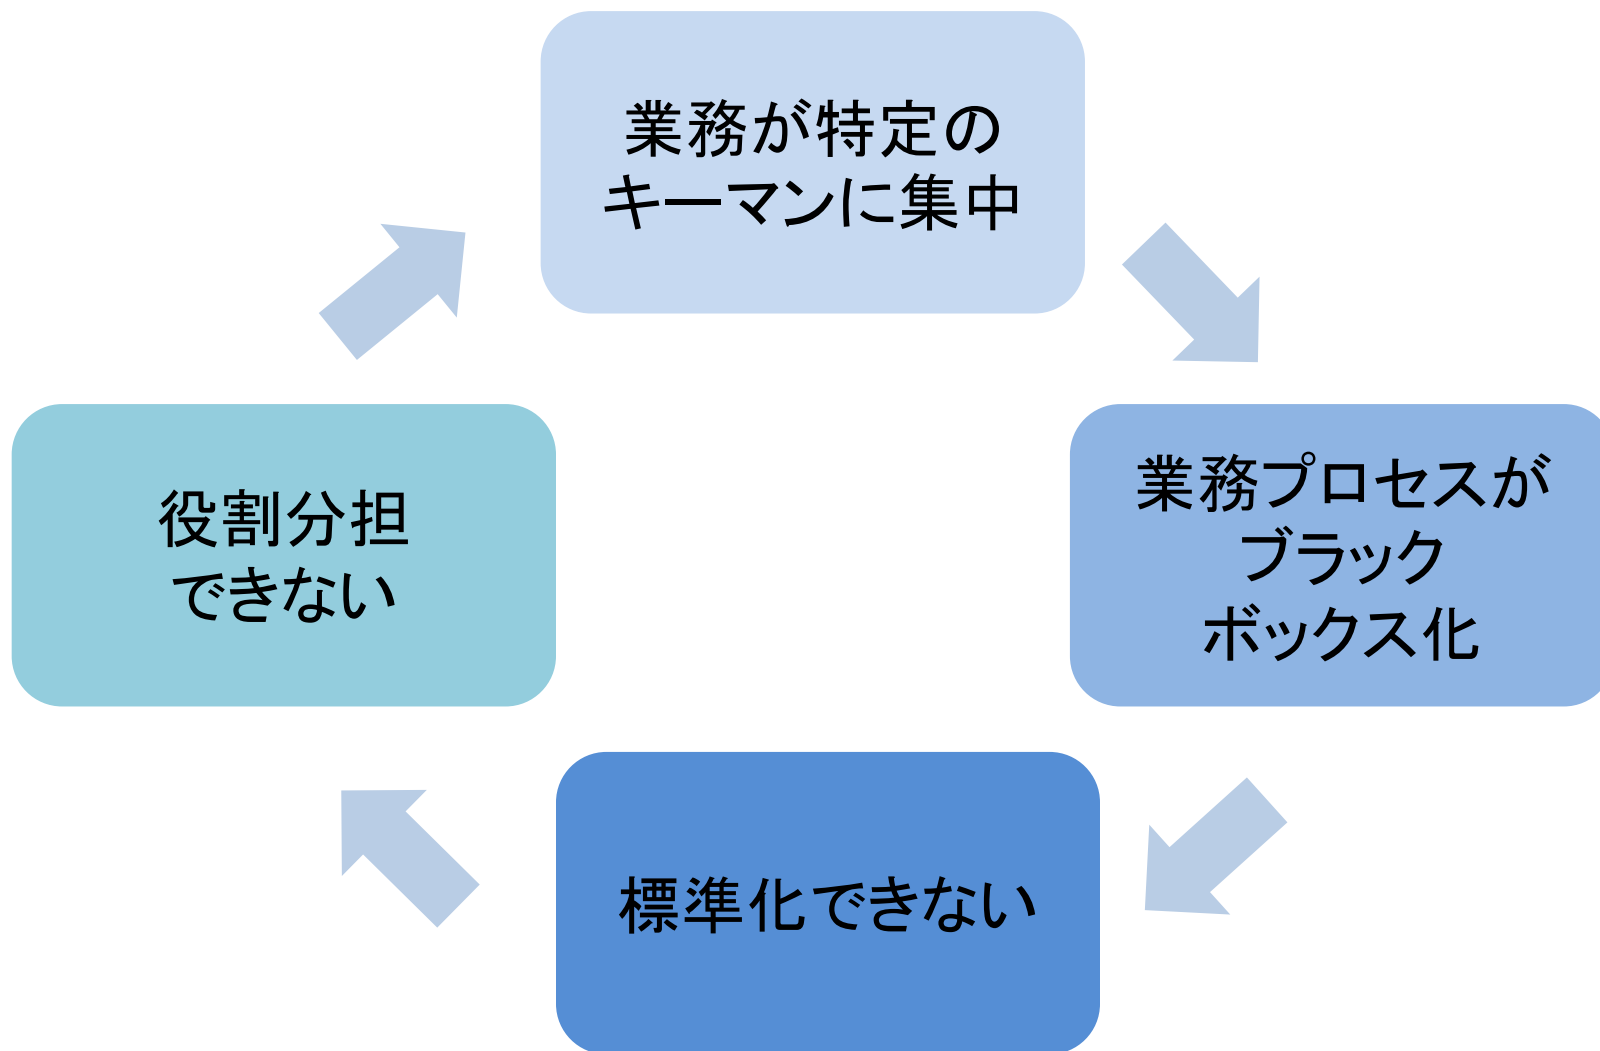 業務が特定の
キーマンに集中
業務プロセスが
ブラック
ボックス化
標準化できない
役割分担
できない